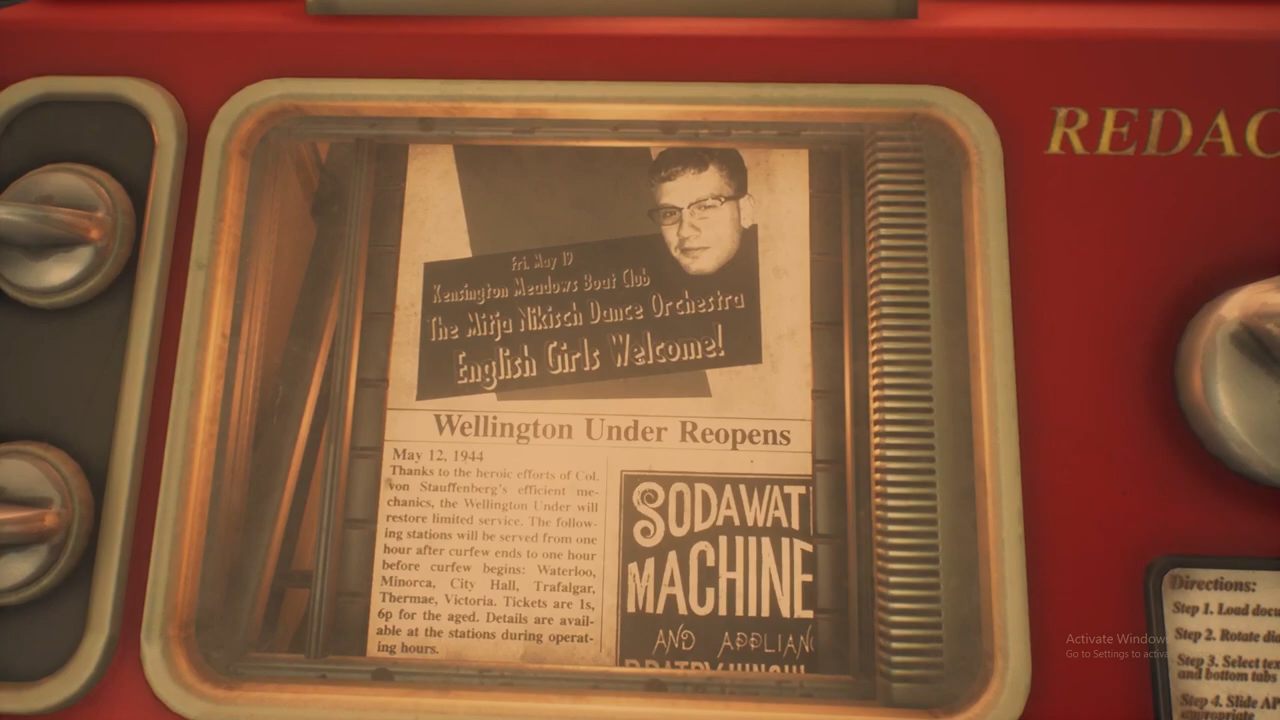 REDAC
Fri. May 19
Kensington Meadows Boat Club
The Mitja Nikisch Dance Orchestra
English Girls Welcome!
Wellington Under Reopens
May 12, 1944
Thanks to the heroic efforts of Col.
von Stauffenberg's efficient me-
chanics, the Wellington Under will
restore limited service. The follow-
ing stations will be served from one
hour after curfew ends to one hour
before curfew begins: Waterloo,
Minorca, City Hall, Trafalgar,
Thermae, Victoria. Tickets are 1s,
6p for the aged. Details are avail-
able at the stations during operat-
ing hours.
SODAWAT
MACHINE
AND APPLIAN
Directions:
Step 1. Load docu
Step 2. Rotate dia
Step 3. Select tex
and bottom tabs
Step 4. Slide AP
appropriate
Activate Window
Go to Settings to activa